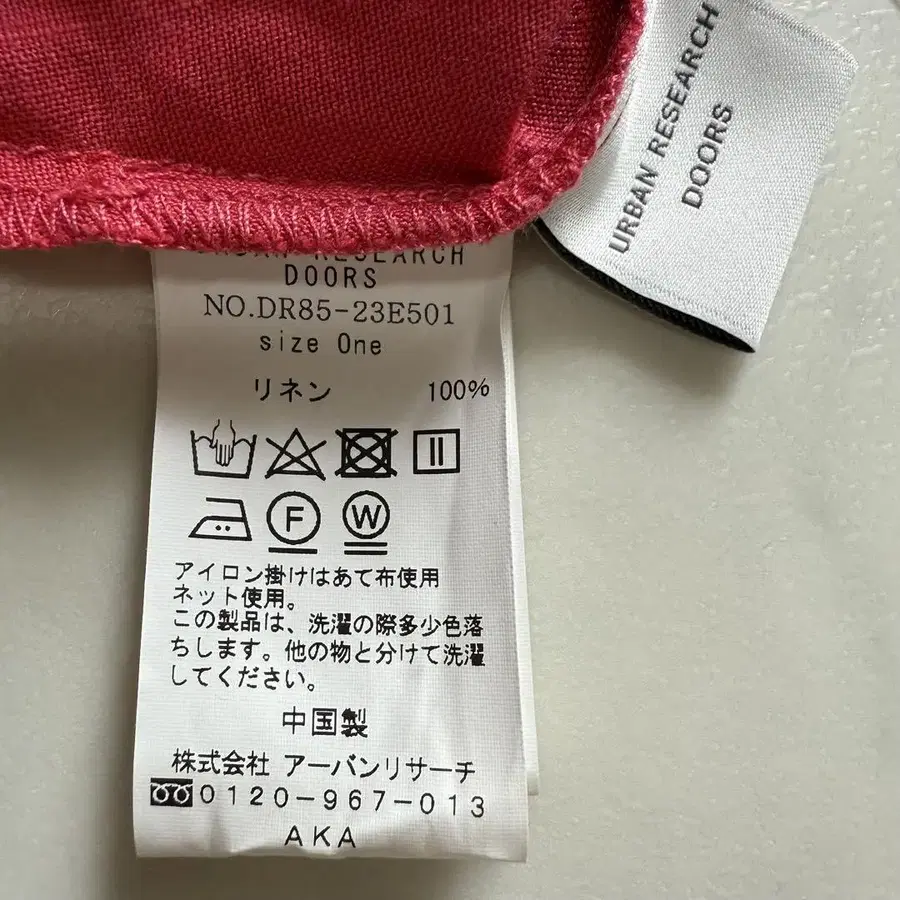 URBAN RESEARCH
DOORS
URBAN RESEARCH
DOORS
NO.DR85-23E501
size One
リネン 100%
F W
アイロン掛けはあて布使用
ネット使用。
この製品は、洗濯の際多少色落
ちします。他の物と分けて洗濯
してください。
中国製
株式会社 アーバンリサーチ
0120-967-013
AKA